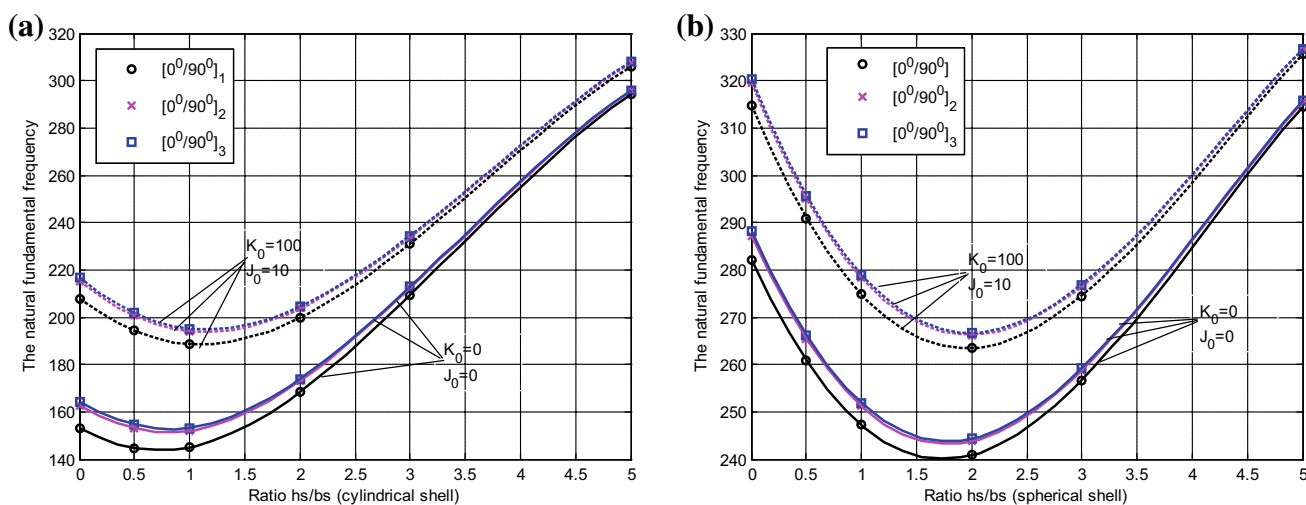 (a)
The natural fundamental frequency
320
300
280
260
240
220
200
180
160
140
[0⁰/90⁰]₁
[0⁰/90⁰]₂
[0⁰/90⁰]₃
K₀=100
J₀=10
K₀=0
J₀=0
0 0.5 1 1.5 2 2.5 3 3.5 4 4.5 5
Ratio hs/bs (cylindrical shell)
(b)
The natural fundamental frequency
330
320
310
300
290
280
270
260
250
240
[0⁰/90⁰]
[0⁰/90⁰]₂
[0⁰/90⁰]₃
K₀=100
J₀=10
K₀=0
J₀=0
0 0.5 1 1.5 2 2.5 3 3.5 4 4.5 5
Ratio hs/bs (spherical shell)